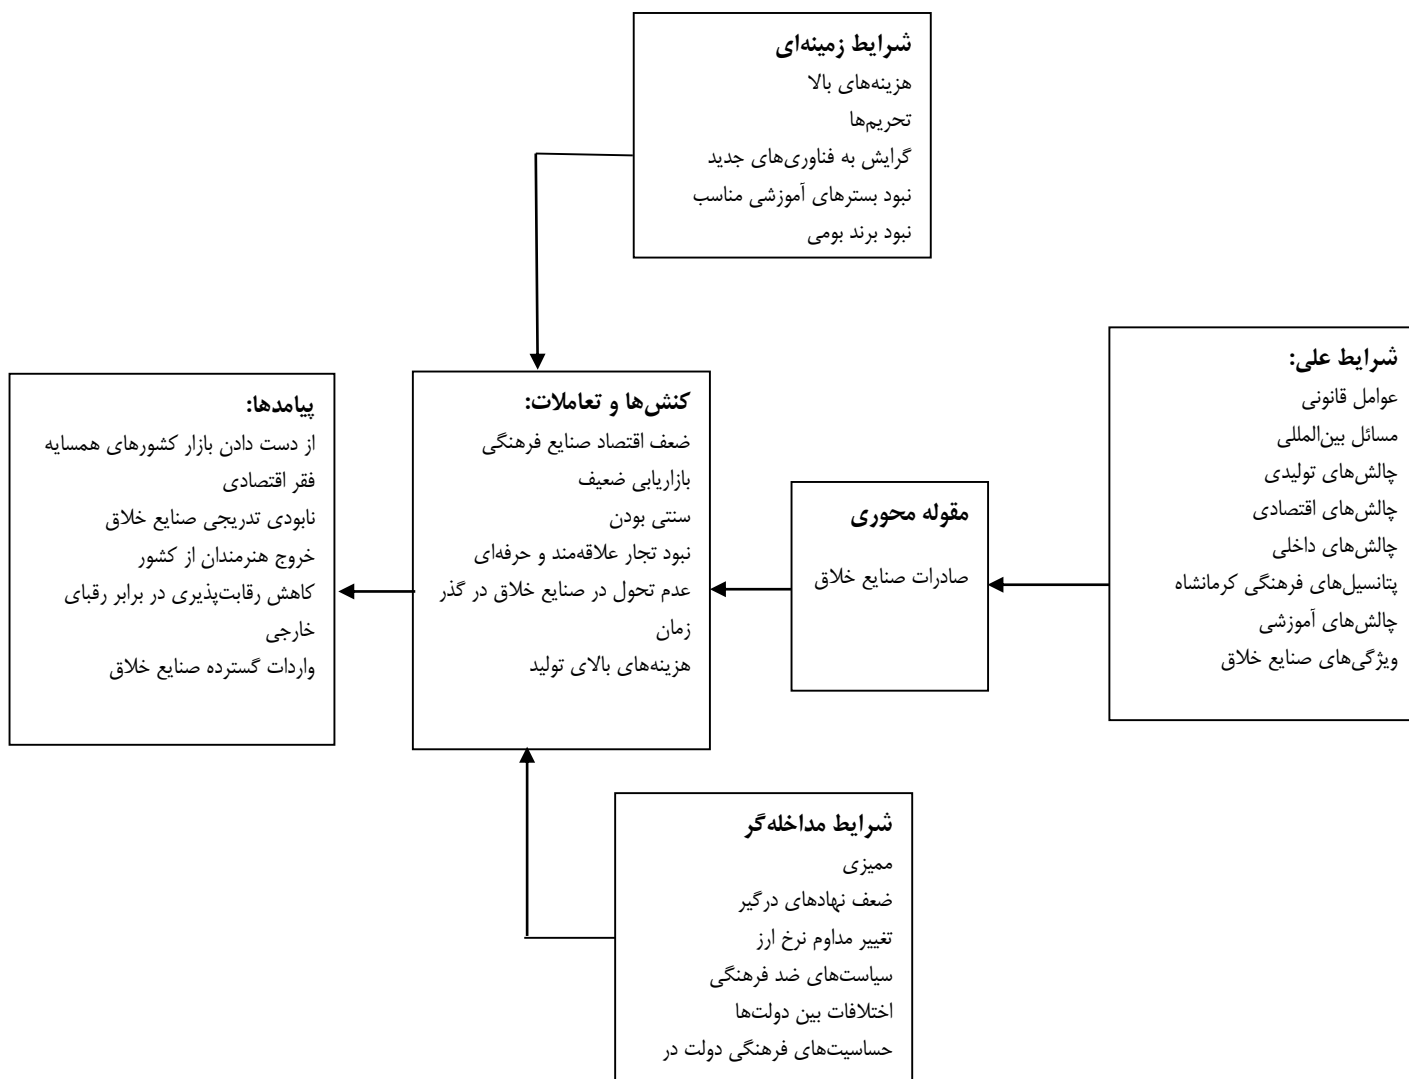 شرایط زمینه‌ای
هزینه‌های بالا
تحریم‌ها
گرایش به فناوری‌های جدید
نبود بسترهای آموزشی مناسب
نبود برند بومی
شرایط علی:
عوامل قانونی
مسائل بین‌المللی
چالش‌های تولیدی
چالش‌های اقتصادی
چالش‌های داخلی
پتانسیل‌های فرهنگی کرمانشاه
چالش‌های آموزشی
ویژگی‌های صنایع خلاق
مقوله محوری
صادرات صنایع خلاق
کنش‌ها و تعاملات:
ضعف اقتصاد صنایع فرهنگی
بازاریابی ضعیف
سنتی بودن
نبود تجار علاقه‌مند و حرفه‌ای
عدم تحول در صنایع خلاق در گذر
زمان
هزینه‌های بالای تولید
پیامدها:
از دست دادن بازار کشورهای همسایه
فقر اقتصادی
نابودی تدریجی صنایع خلاق
خروج هنرمندان از کشور
کاهش رقابت‌پذیری در برابر رقبای
خارجی
واردات گسترده صنایع خلاق
شرایط مداخله‌گر
ممیزی
ضعف نهادهای درگیر
تغییر مداوم نرخ ارز
سیاست‌های ضد فرهنگی
اختلافات بین دولت‌ها
حساسیت‌های فرهنگی دولت در